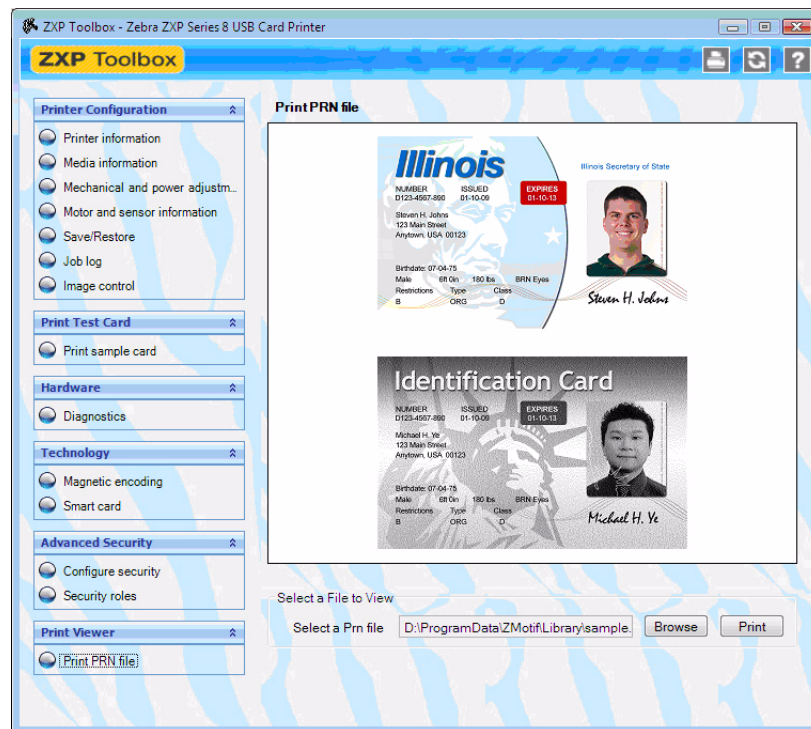 ZXP Toolbox - Zebra ZXP Series 8 USB Card Printer
ZXP Toolbox
Printer Configuration
Printer information
Media information
Mechanical and power adjustm...
Motor and sensor information
Save/Restore
Job log
Image control
Print Test Card
Print sample card
Hardware
Diagnostics
Technology
Magnetic encoding
Smart card
Advanced Security
Configure security
Security roles
Print Viewer
Print PRN file
Print PRN file
Illinois
Illinois Secretary of State
NUMBER ISSUED EXPIRES
D123-4567-890 01-10-09 01-10-13
Steven H. Johns
123 Main Street
Anytown, USA 00123
Birthdate: 07-04-75
Male 6ft 0in 180 lbs BRN Eyes
Restrictions Type Class
B ORG D
Steven H. Johns
Identification Card
NUMBER ISSUED EXPIRES
D123-4567-890 01-10-09 01-10-13
Michael H. Ye
123 Main Street
Anytown, USA 00123
Birthdate: 07-04-75
Male 6ft 0in 180 lbs BRN Eyes
Restrictions Type Class
B ORG D
Michael H. Ye
Select a File to View
Select a Prn file D:\ProgramData\ZMotif\Library\sample. Browse Print